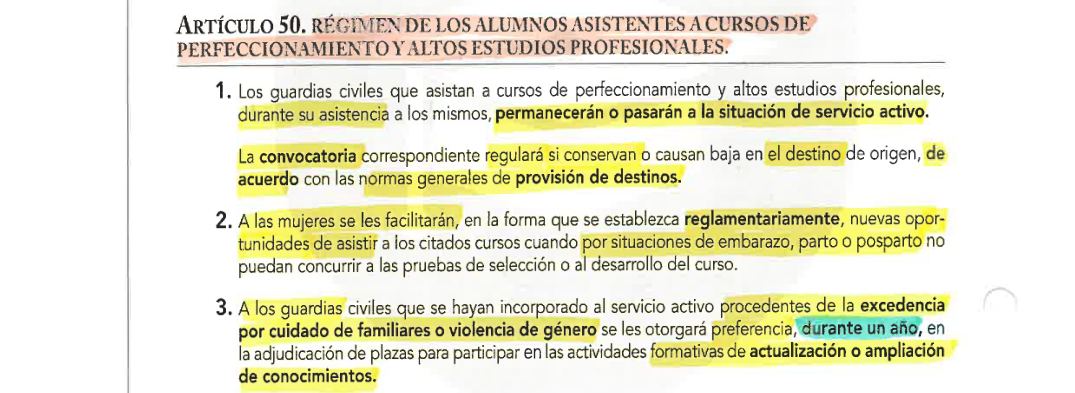 ARTÍCULO 50. RÉGIMEN DE LOS ALUMNOS ASISTENTES A CURSOS DE
PERFECCIONAMIENTO Y ALTOS ESTUDIOS PROFESIONALES.
1. Los guardias civiles que asistan a cursos de perfeccionamiento y altos estudios profesionales,
durante su asistencia a los mismos, permanecerán o pasarán a la situación de servicio activo.
La convocatoria correspondiente regulará si conservan o causan baja en el destino de origen, de
acuerdo con las normas generales de provisión de destinos.
2. A las mujeres se les facilitarán, en la forma que se establezca reglamentariamente, nuevas opor-
tunidades de asistir a los citados cursos cuando por situaciones de embarazo, parto o posparto no
puedan concurrir a las pruebas de selección o al desarrollo del curso.
3. A los guardias civiles que se hayan incorporado al servicio activo procedentes de la excedencia
por cuidado de familiares o violencia de género se les otorgará preferencia, durante un año, en
la adjudicación de plazas para participar en las actividades formativas de actualización o ampliación
de conocimientos.